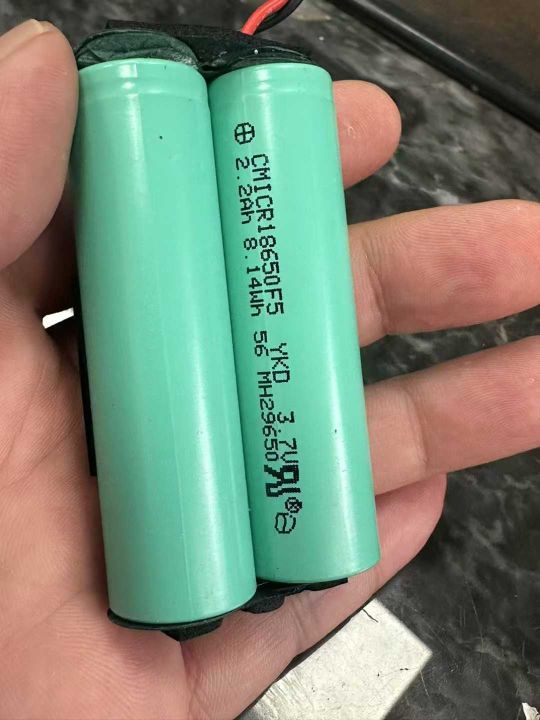 CMICR18650F5 YKD 3.7V
2.2Ah 8.14Wh 56 MH29650